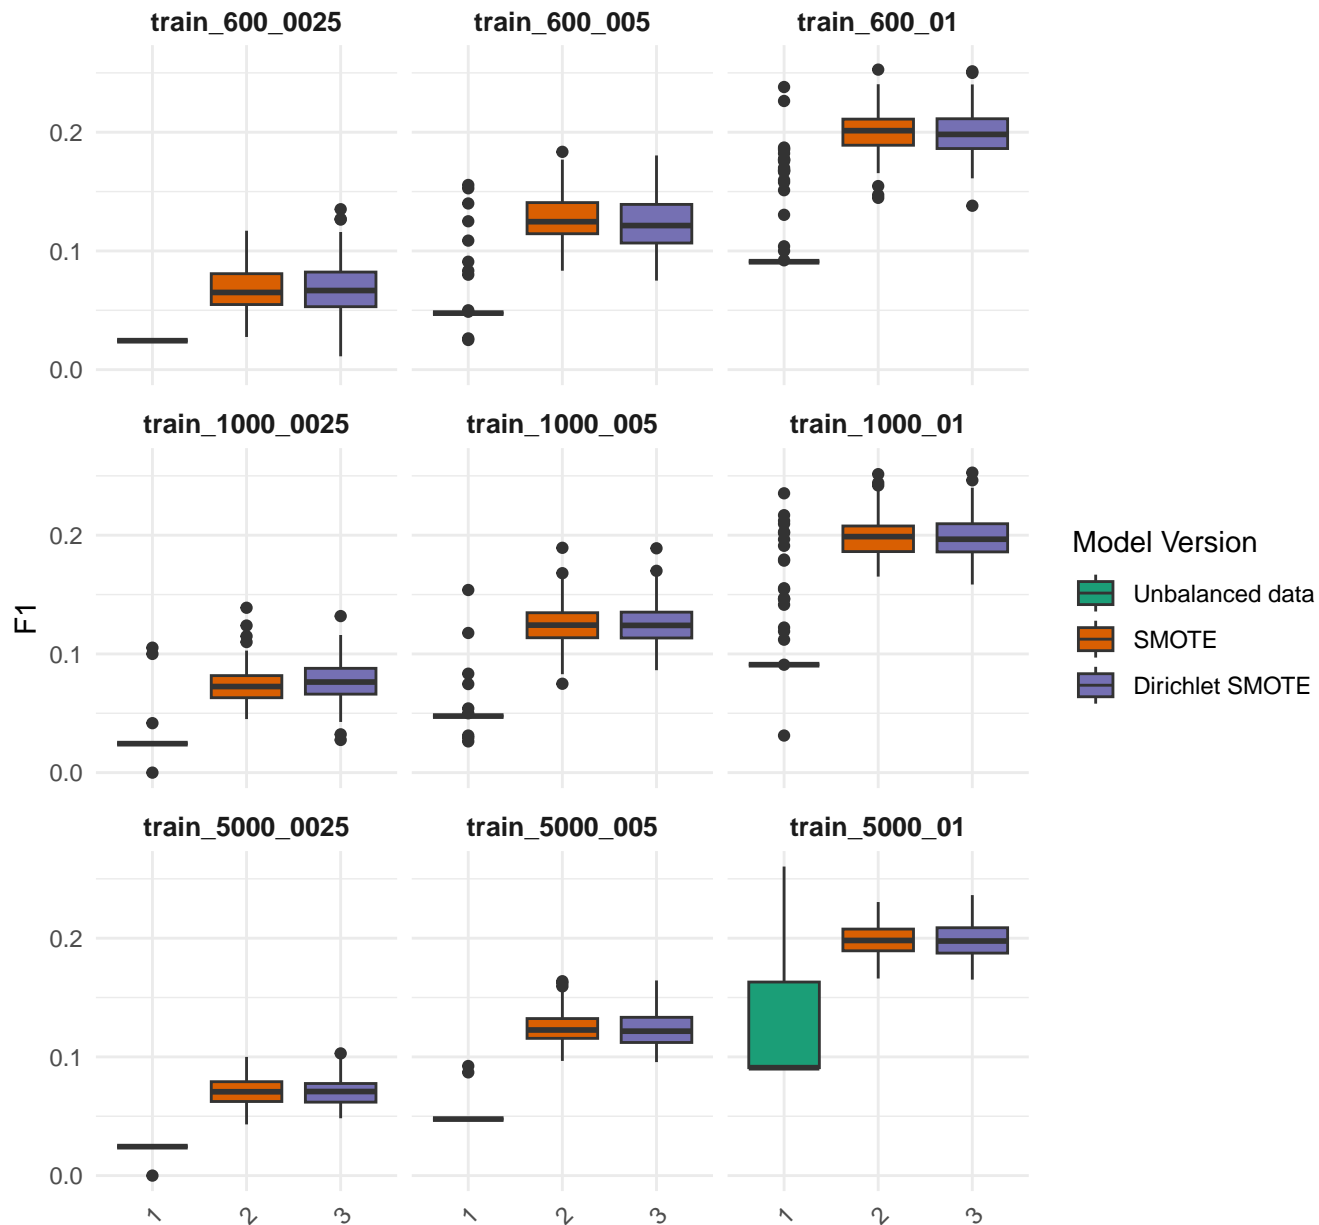 train_600_0025 train_600_005 train_600_01
0.2
0.1
0.0
train_1000_0025 train_1000_005 train_1000_01
0.2
0.1
0.0
train_5000_0025 train_5000_005 train_5000_01
0.2
0.1
0.0
F1
1 2 3 1 2 3 1 2 3
Model Version
Unbalanced data
SMOTE
Dirichlet SMOTE